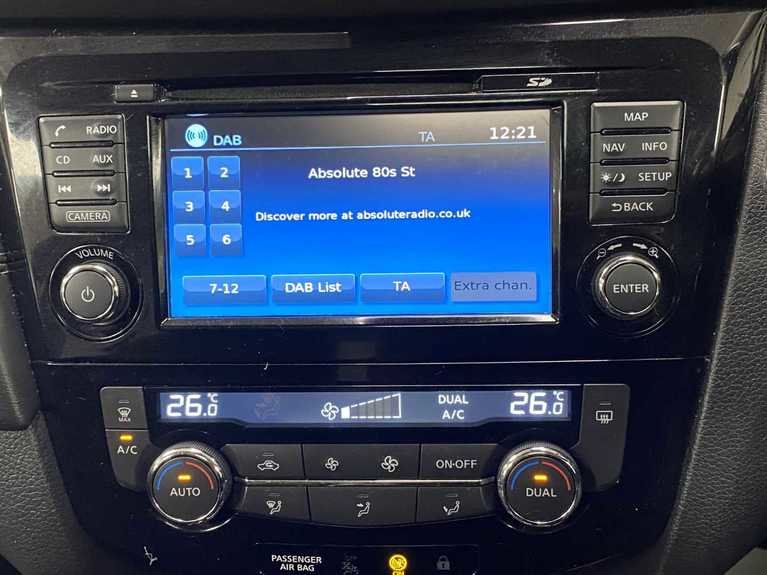 SD
RADIO
CD AUX
CAMERA
VOLUME
DAB TA 12:21
1 2
3 4
5 6
Absolute 80s St
Discover more at absoluteradio.co.uk
7-12 DAB List TA Extra chan.
MAP
NAV INFO
SETUP
BACK
ENTER
26.0°C DUAL A/C 26.0°C
MAX
A/C
AUTO
ON·OFF
DUAL
PASSENGER
AIR BAG
ON